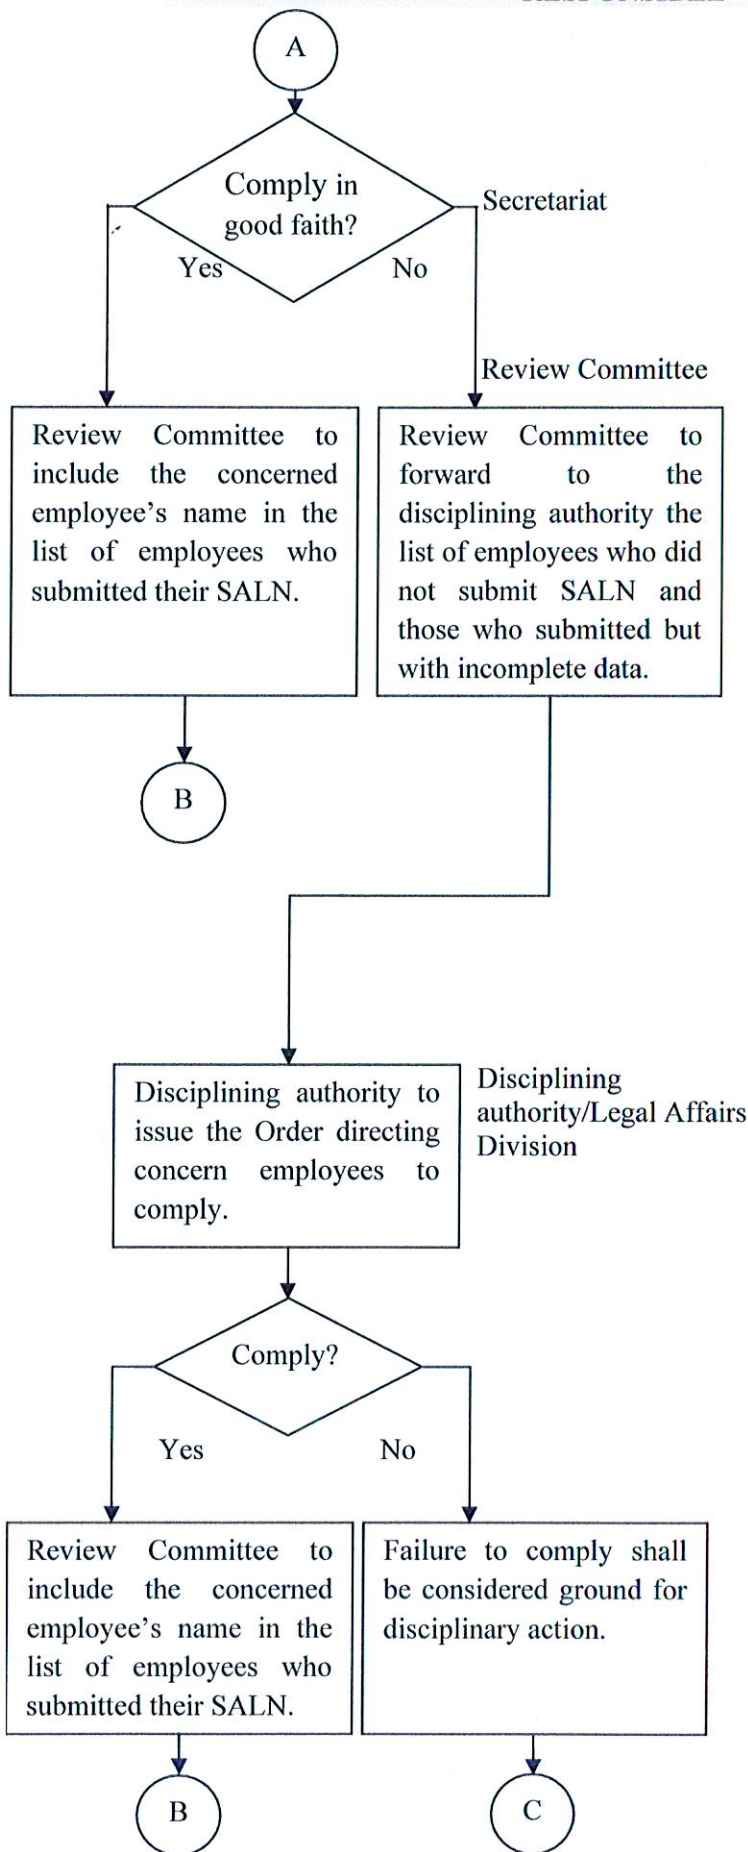 A
Comply in
good faith?
Secretariat
Yes
No
Review Committee
Review Committee to
include the concerned
employee's name in the
list of employees who
submitted their SALN.
Review Committee to
forward to the
disciplining authority the
list of employees who did
not submit SALN and
those who submitted but
with incomplete data.
B
Disciplining authority to
issue the Order directing
concern employees to
comply.
Disciplining
authority/Legal Affairs
Division
Comply?
Yes
No
Review Committee to
include the concerned
employee's name in the
list of employees who
submitted their SALN.
Failure to comply shall
be considered ground for
disciplinary action.
B
C